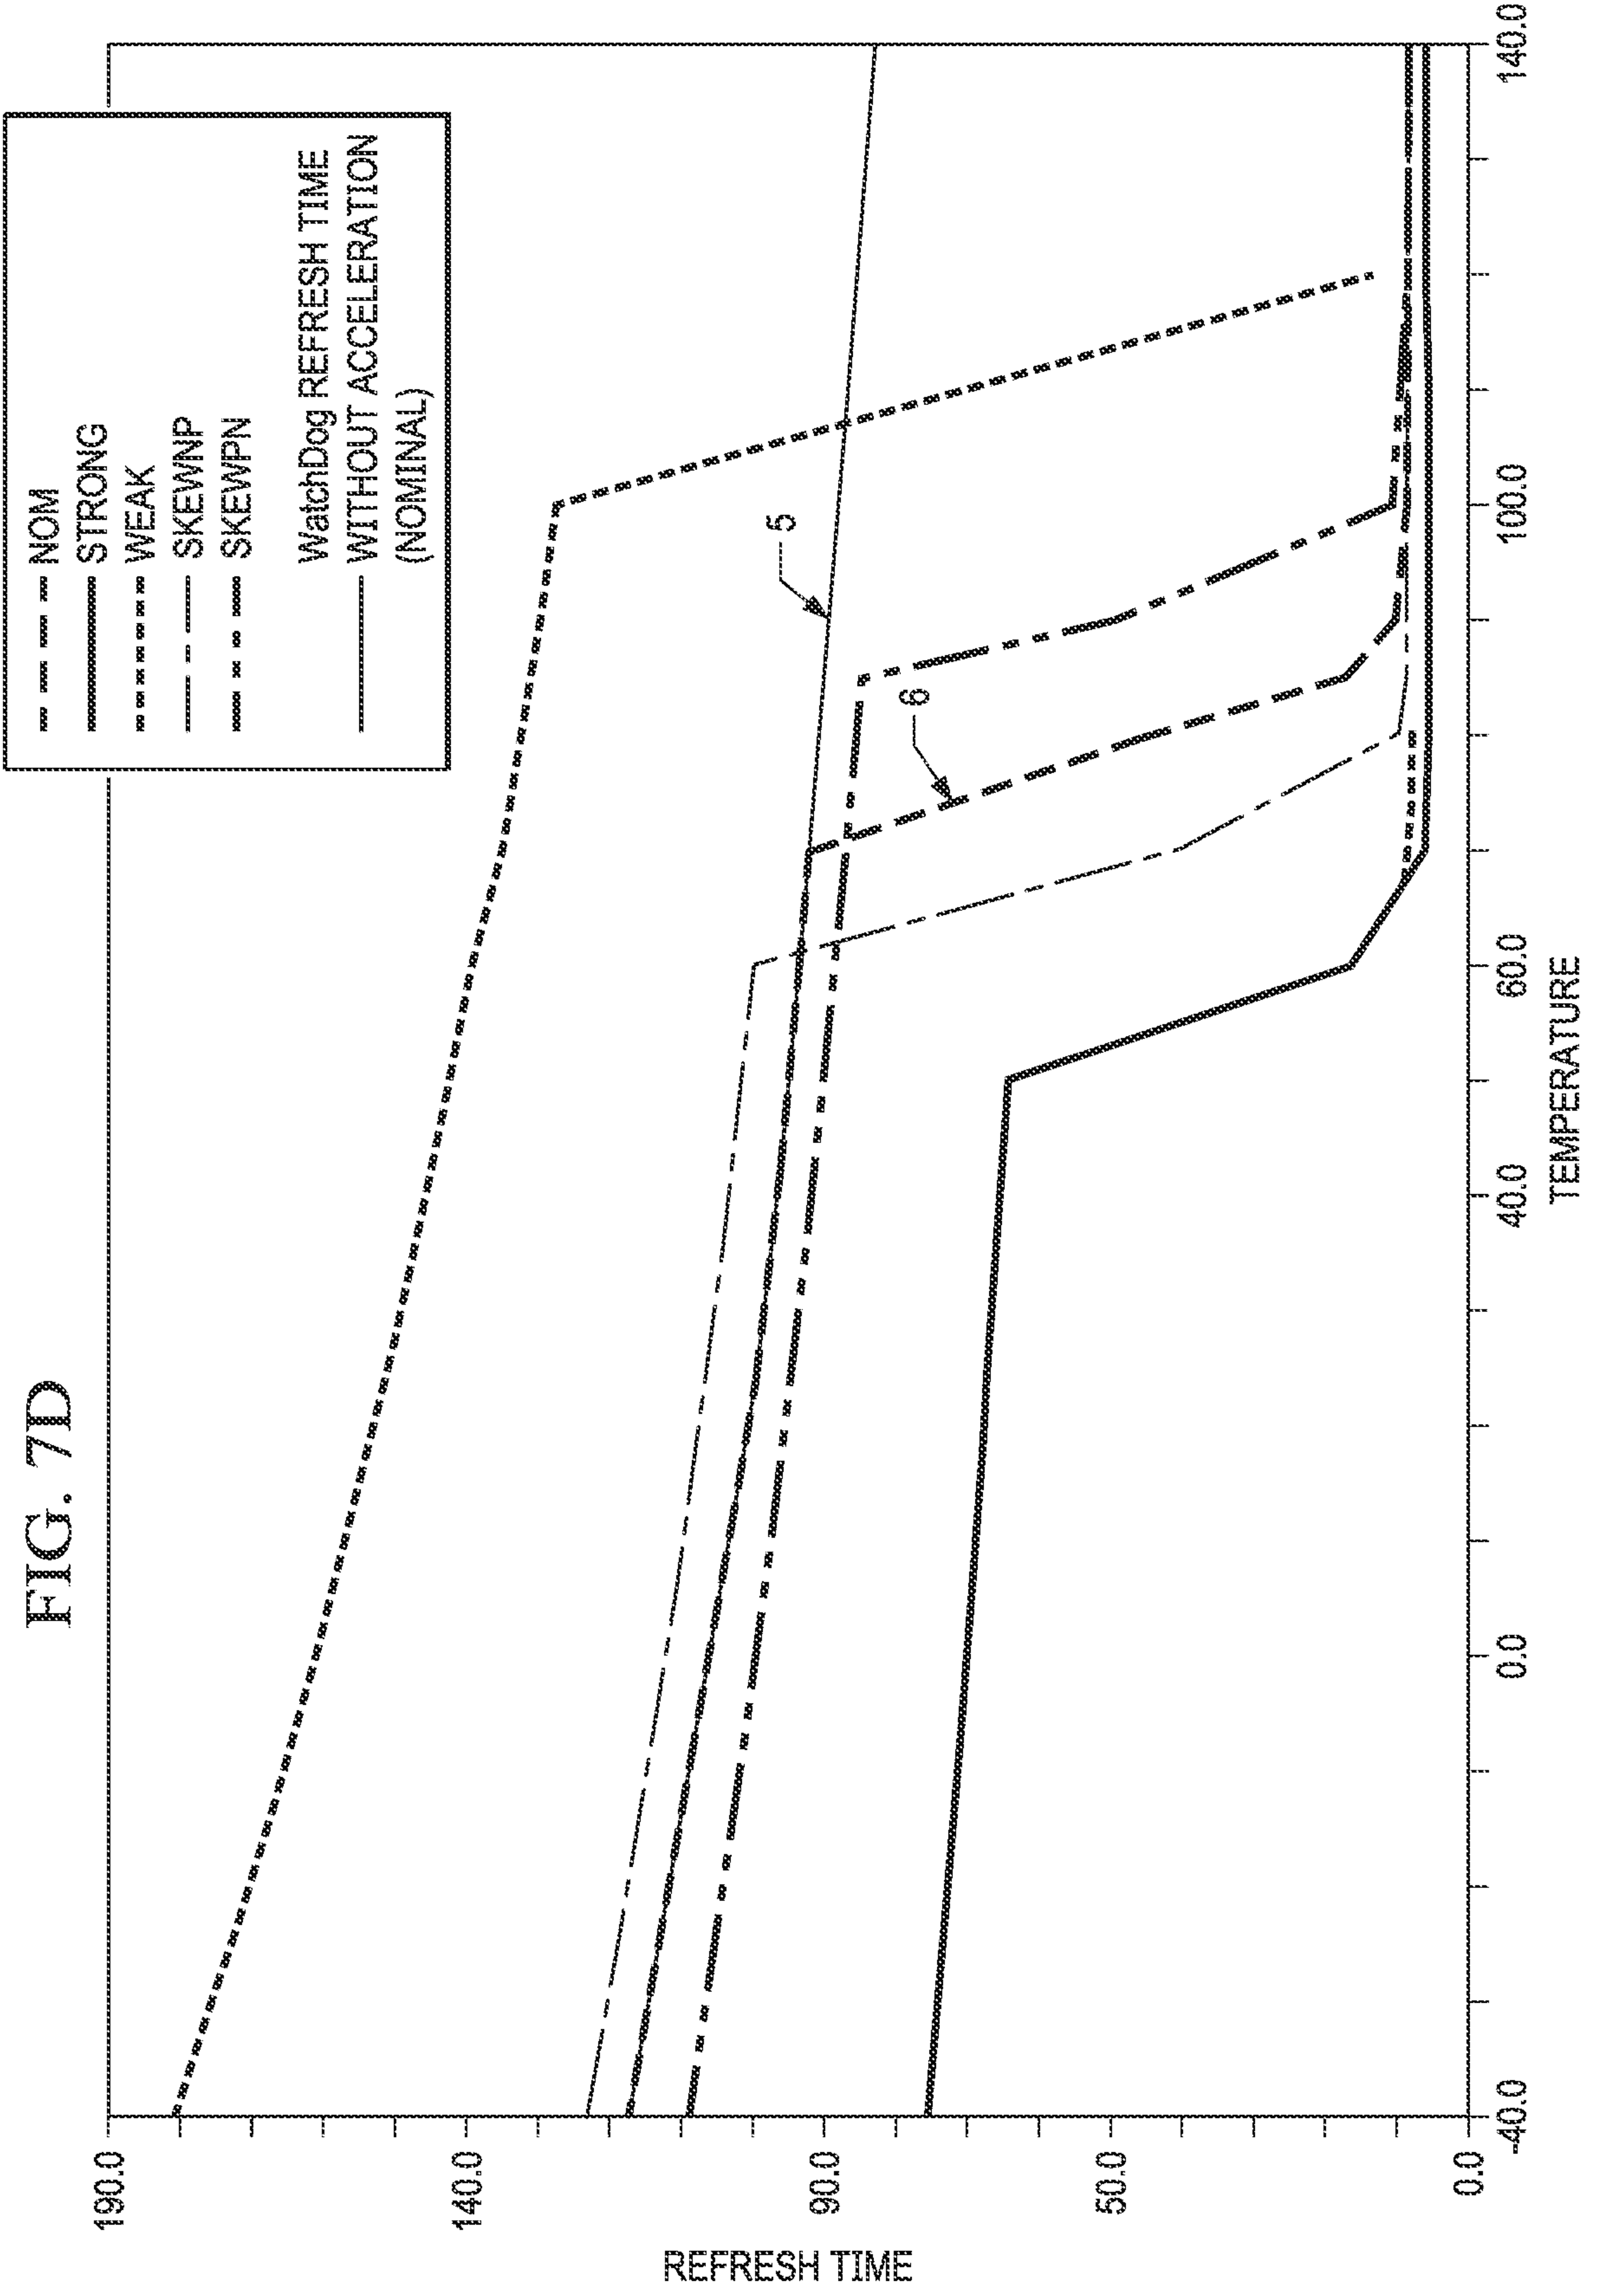 FIG. 7D
NOM
STRONG
WEAK
SKEWNP
SKEWPN
WatchDog REFRESH TIME
WITHOUT ACCELERATION
(NOMINAL)
190.0
140.0
90.0
50.0
0.0
REFRESH TIME
5
6
-40.0
0.0
40.0
60.0
100.0
140.0
TEMPERATURE